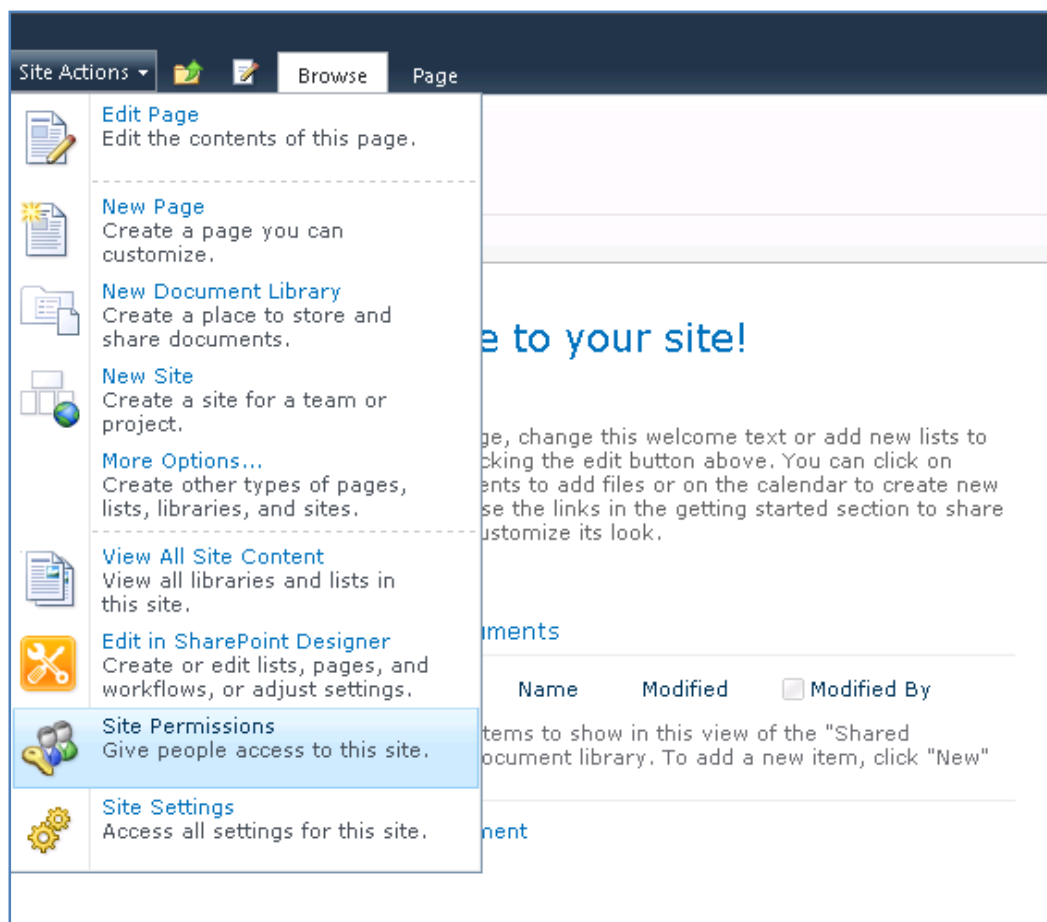 Site Actions Browse Page
Edit Page
Edit the contents of this page.
New Page
Create a page you can
customize.
New Document Library
Create a place to store and
share documents.
New Site
Create a site for a team or
project.
More Options...
Create other types of pages,
lists, libraries, and sites.
View All Site Content
View all libraries and lists in
this site.
Edit in SharePoint Designer
Create or edit lists, pages, and
workflows, or adjust settings.
Site Permissions
Give people access to this site.
Site Settings
Access all settings for this site.
e to your site!
ge, change this welcome text or add new lists to
cking the edit button above. You can click on
ents to add files or on the calendar to create new
se the links in the getting started section to share
ustomize its look.
uments
Name Modified Modified By
tems to show in this view of the "Shared
ocument library. To add a new item, click "New"
ment